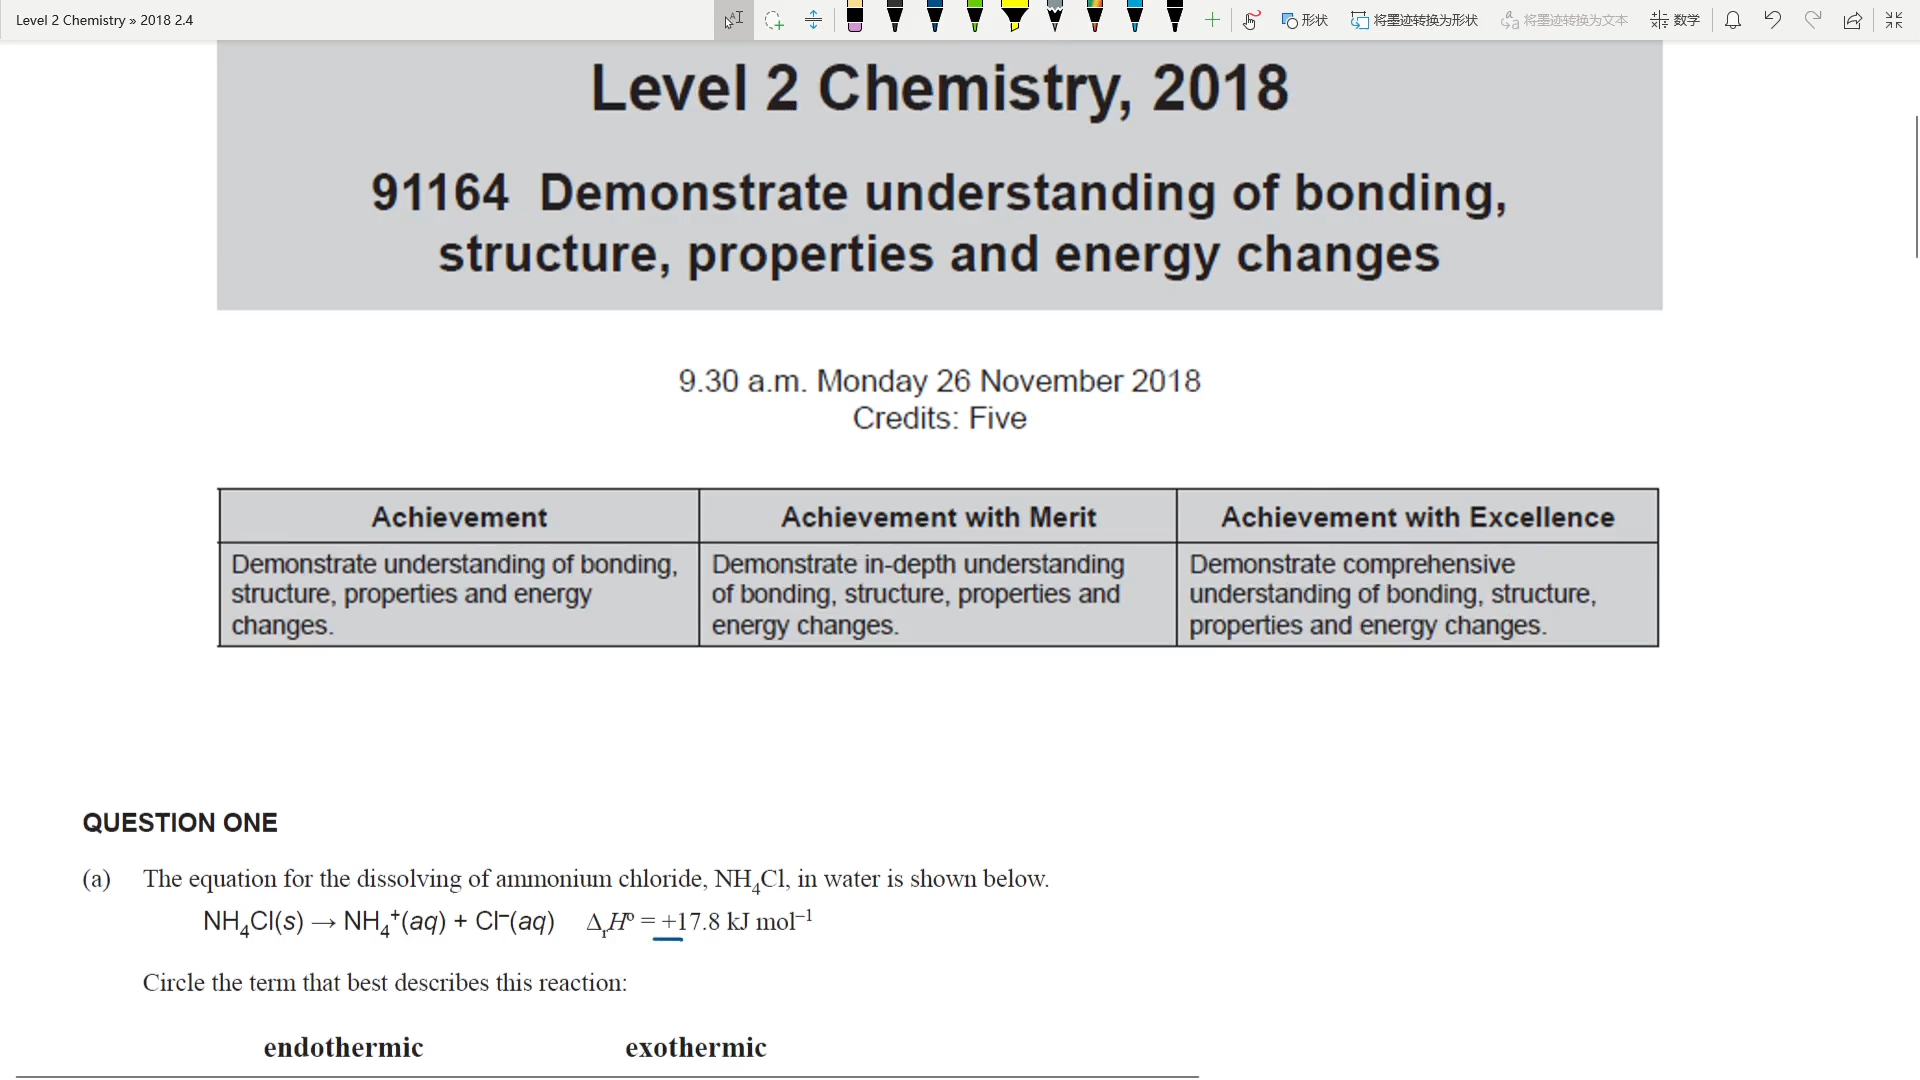 Level 2 Chemistry » 2018 2.4
形状
将墨迹转换为形状
将墨迹转换为文本
数学
Level 2 Chemistry, 2018
91164 Demonstrate understanding of bonding,
structure, properties and energy changes
9.30 a.m. Monday 26 November 2018
Credits: Five
Achievement
Achievement with Merit
Achievement with Excellence
Demonstrate understanding of bonding,
structure, properties and energy
changes.
Demonstrate in-depth understanding
of bonding, structure, properties and
energy changes.
Demonstrate comprehensive
understanding of bonding, structure,
properties and energy changes.
QUESTION ONE
(a) The equation for the dissolving of ammonium chloride, NH₄Cl, in water is shown below.
NH₄Cl(s) → NH₄⁺(aq) + Cl⁻(aq) ΔᵣHº = +17.8 kJ mol⁻¹
Circle the term that best describes this reaction:
endothermic exothermic